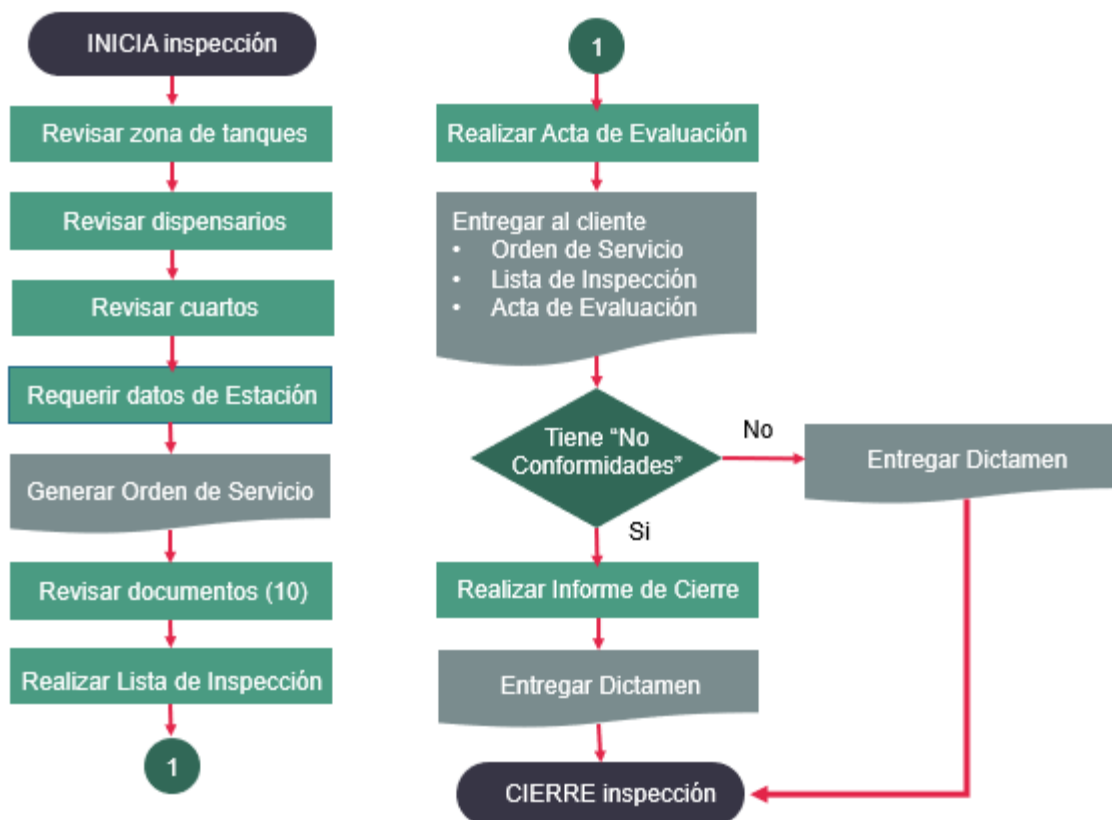 INICIA inspección
Revisar zona de tanques
Revisar dispensarios
Revisar cuartos
Requerir datos de Estación
Generar Orden de Servicio
Revisar documentos (10)
Realizar Lista de Inspección
1
1
Realizar Acta de Evaluación
Entregar al cliente
• Orden de Servicio
• Lista de Inspección
• Acta de Evaluación
Tiene “No
Conformidades”
No
Entregar Dictamen
Si
Realizar Informe de Cierre
Entregar Dictamen
CIERRE inspección